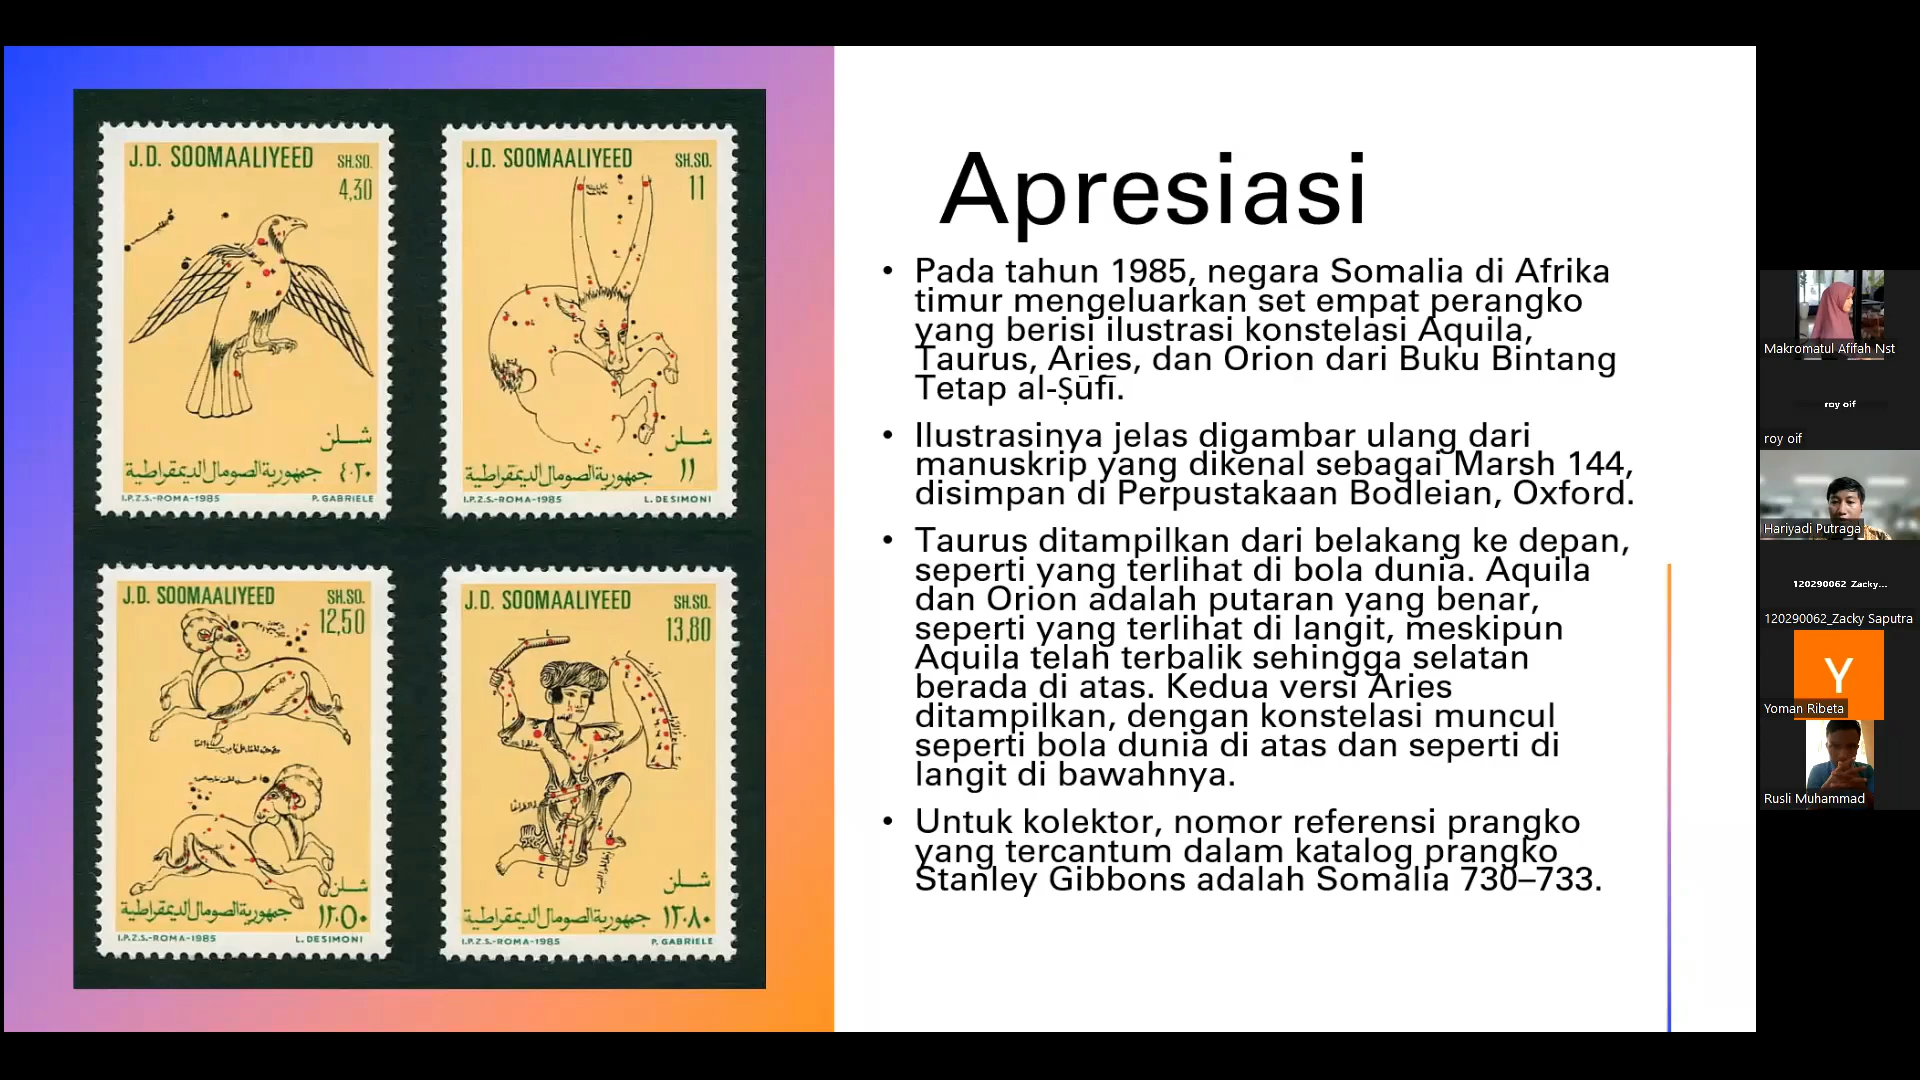 J.D. SOOMAALIYEED
SH.SO.
4,30
شلن
جمهورية الصومال الديمقراطية
٤٠٣٠
I.P.Z.S.-ROMA-1985
P. GABRIELE
J.D. SOOMAALIYEED
SH.SO.
11
شلن
جمهورية الصومال الديمقراطية
١١
I.P.Z.S.-ROMA-1985
L. DESIMONI
J.D. SOOMAALIYEED
SH.SO.
12,50
شلن
جمهورية الصومال الديمقراطية
١٢٠٥٠
I.P.Z.S.-ROMA-1985
L. DESIMONI
J.D. SOOMAALIYEED
SH.SO.
13,80
شلن
جمهورية الصومال الديمقراطية
١٣٠٨٠
I.P.Z.S.-ROMA-1985
P. GABRIELE
Apresiasi
• Pada tahun 1985, negara Somalia di Afrika
timur mengeluarkan set empat perangko
yang berisi ilustrasi konstelasi Aquila,
Taurus, Aries, dan Orion dari Buku Bintang
Tetap al-Ṣūfī.
• Ilustrasinya jelas digambar ulang dari
manuskrip yang dikenal sebagai Marsh 144,
disimpan di Perpustakaan Bodleian, Oxford.
• Taurus ditampilkan dari belakang ke depan,
seperti yang terlihat di bola dunia. Aquila
dan Orion adalah putaran yang benar,
seperti yang terlihat di langit, meskipun
Aquila telah terbalik sehingga selatan
berada di atas. Kedua versi Aries
ditampilkan, dengan konstelasi muncul
seperti bola dunia di atas dan seperti di
langit di bawahnya.
• Untuk kolektor, nomor referensi prangko
yang tercantum dalam katalog prangko
Stanley Gibbons adalah Somalia 730–733.
Makromatul Afifah Nst
roy oif
roy oif
Hariyadi Putraga
120290062 Zacky...
120290062_Zacky Saputra
Y
Yoman Ribeta
Rusli Muhammad